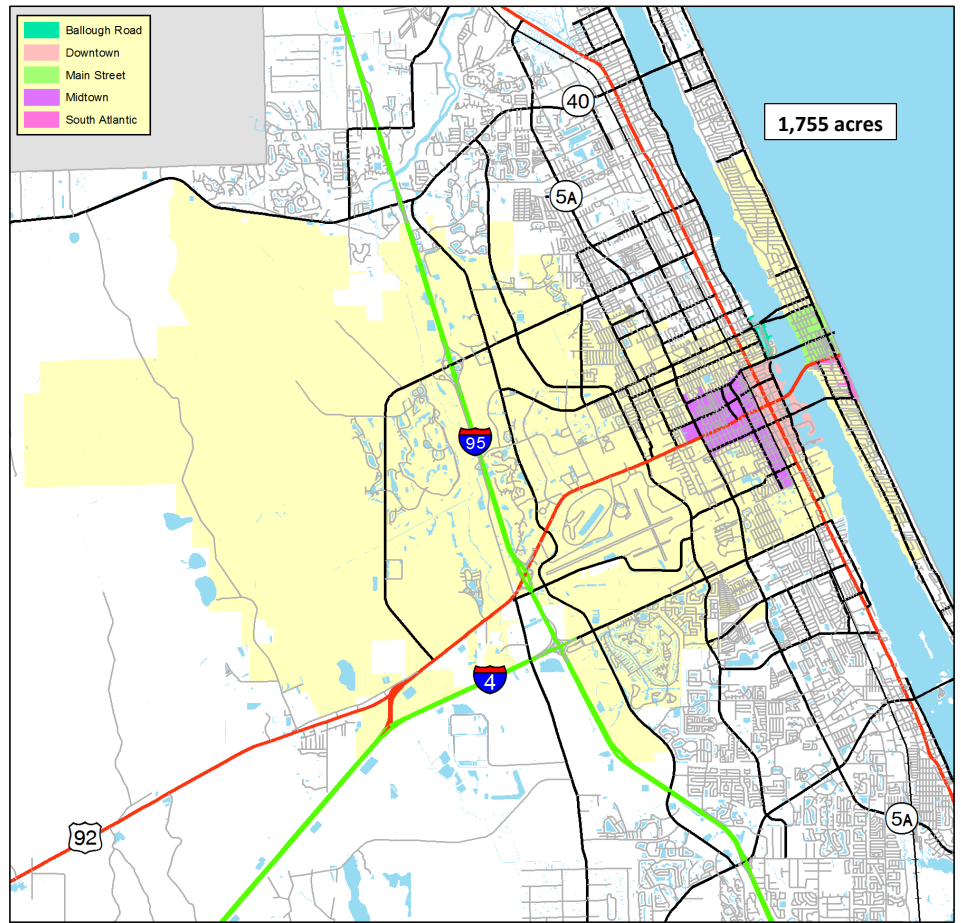 Ballough Road
Downtown
Main Street
Midtown
South Atlantic
1,755 acres
40
5A
95
4
92
5A